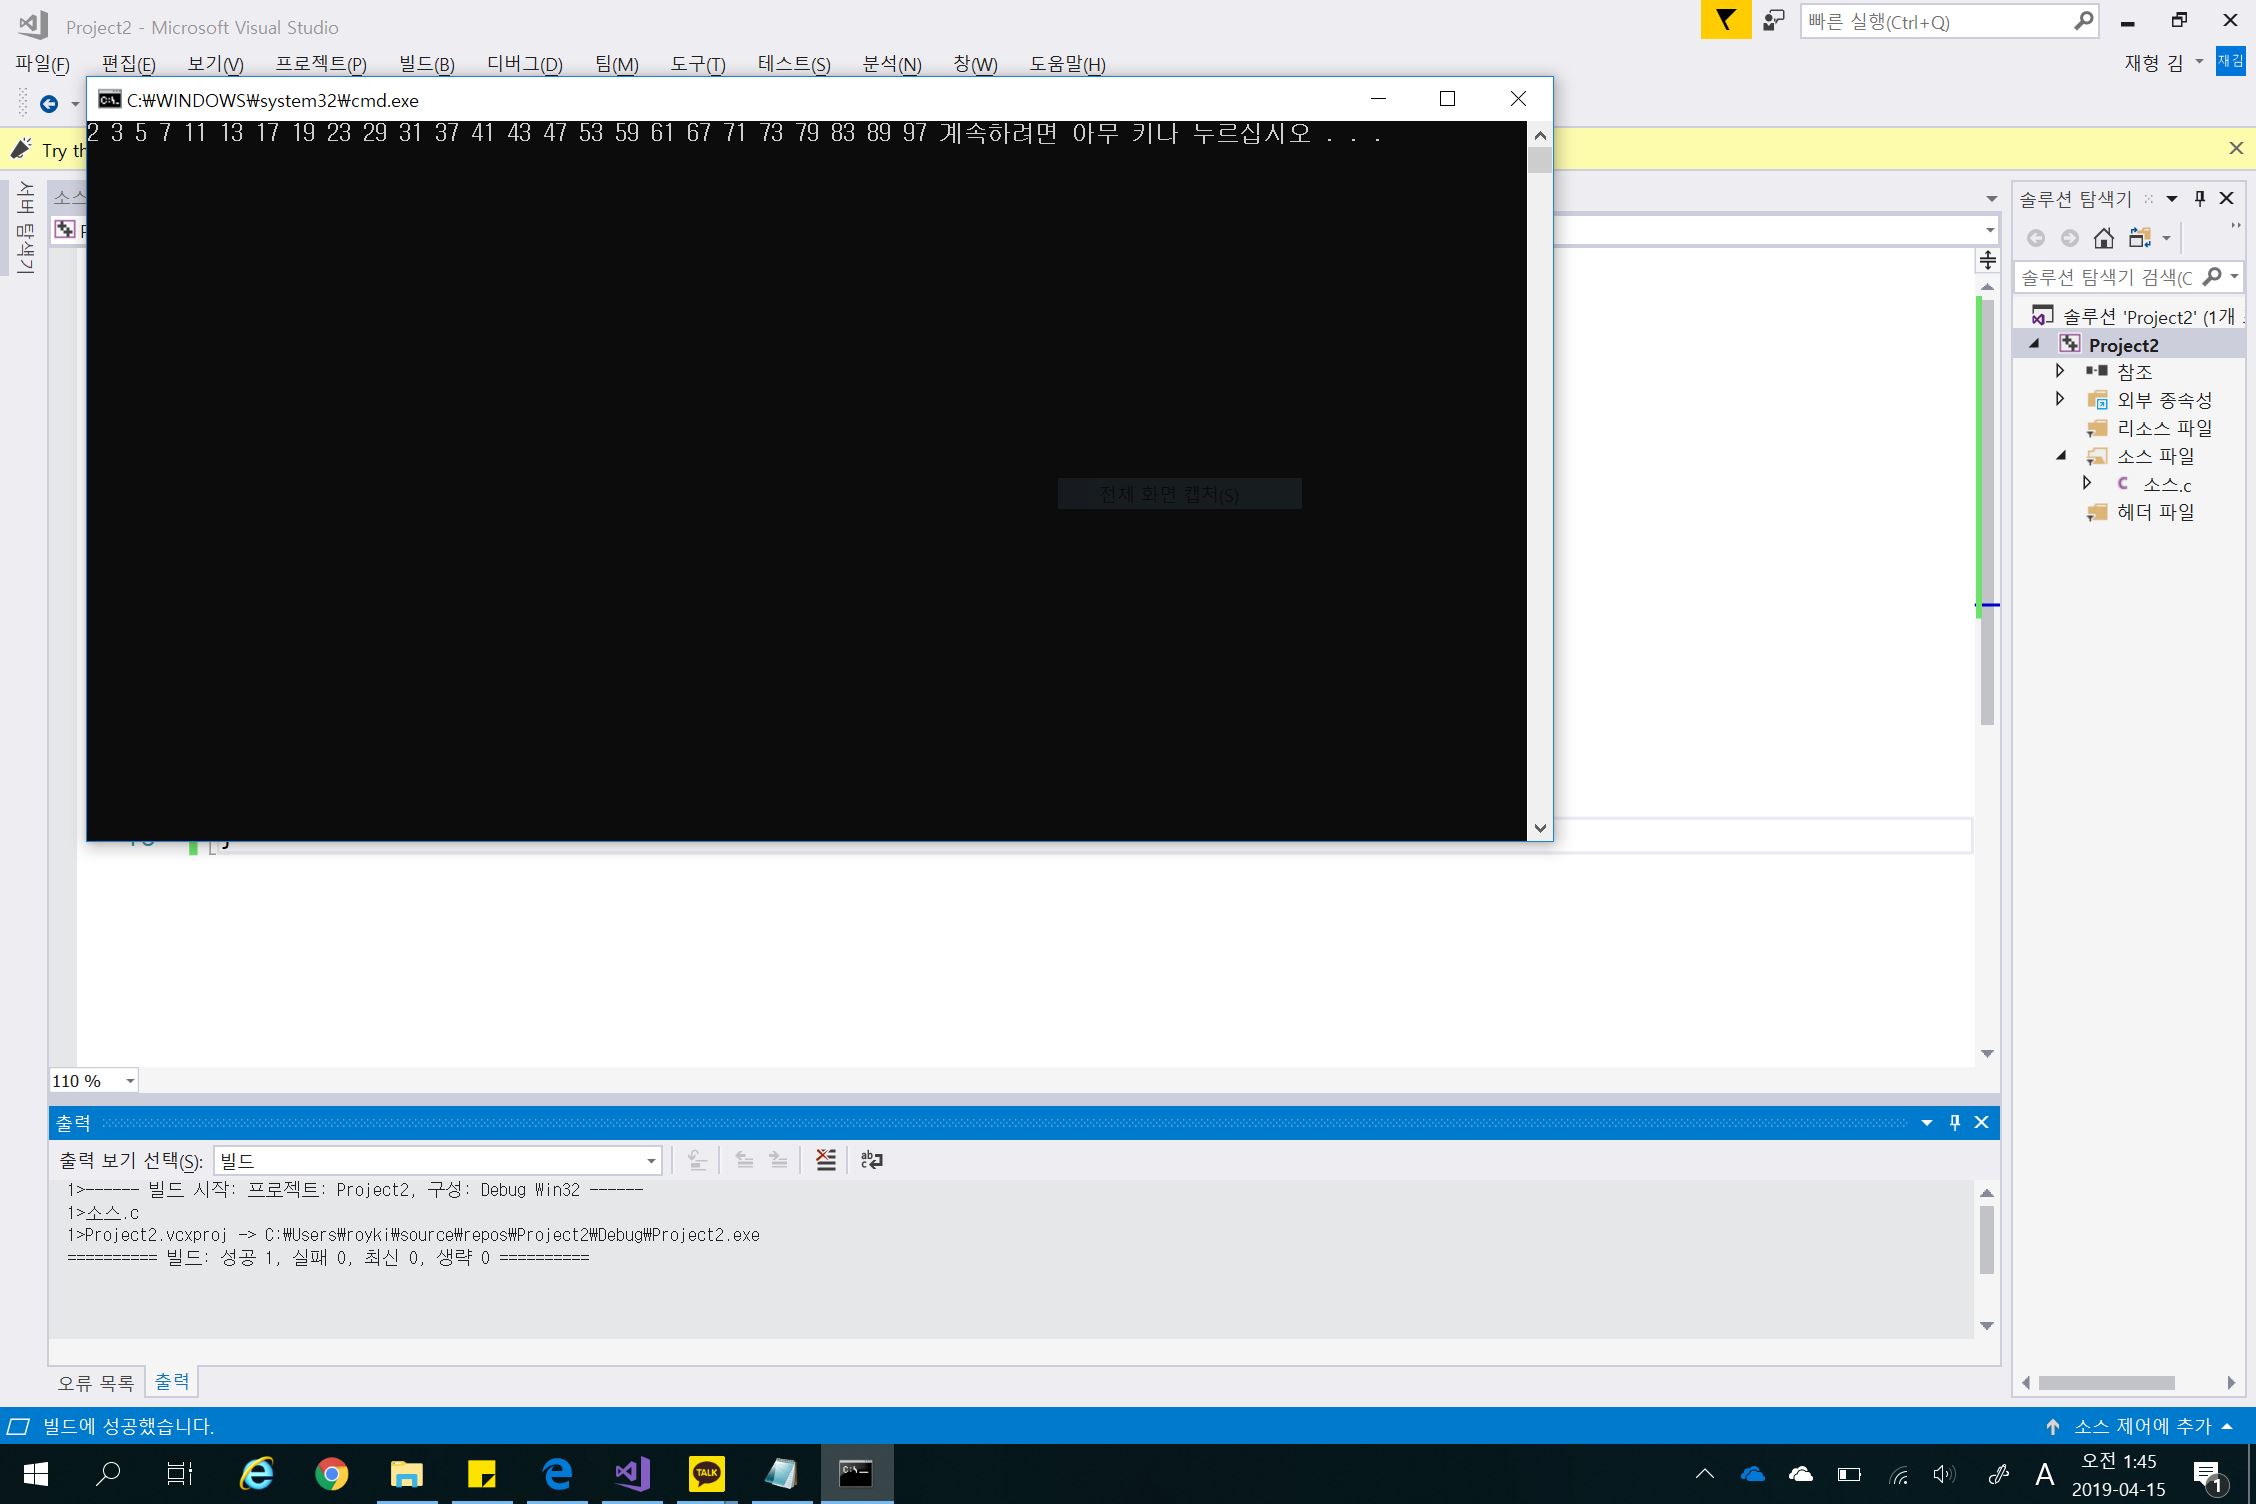 Project2 - Microsoft Visual Studio
빠른 실행(Ctrl+Q)
파일(F) 편집(E) 보기(V) 프로젝트(P) 빌드(B) 디버그(D) 팀(M) 도구(T) 테스트(S) 분석(N) 창(W) 도움말(H)
재형 김
재김
C:₩WINDOWS₩system32₩cmd.exe
Try
2 3 5 7 11 13 17 19 23 29 31 37 41 43 47 53 59 61 67 71 73 79 83 89 97 계속하려면 아무 키나 누르십시오 . . .
서버 탐색기
소스
전체 화면 캡처(S)
솔루션 탐색기
솔루션 탐색기 검색(C
솔루션 'Project2' (1개
Project2
참조
외부 종속성
리소스 파일
소스 파일
소스.c
헤더 파일
110 %
출력
출력 보기 선택(S): 빌드
1>------ 빌드 시작: 프로젝트: Project2, 구성: Debug Win32 ------
1>소스.c
1>Project2.vcxproj -> C:₩Users₩royki₩source₩repos₩Project2₩Debug₩Project2.exe
========== 빌드: 성공 1, 실패 0, 최신 0, 생략 0 ==========
오류 목록 출력
빌드에 성공했습니다.
소스 제어에 추가
TALK
A
오전 1:45
2019-04-15
1